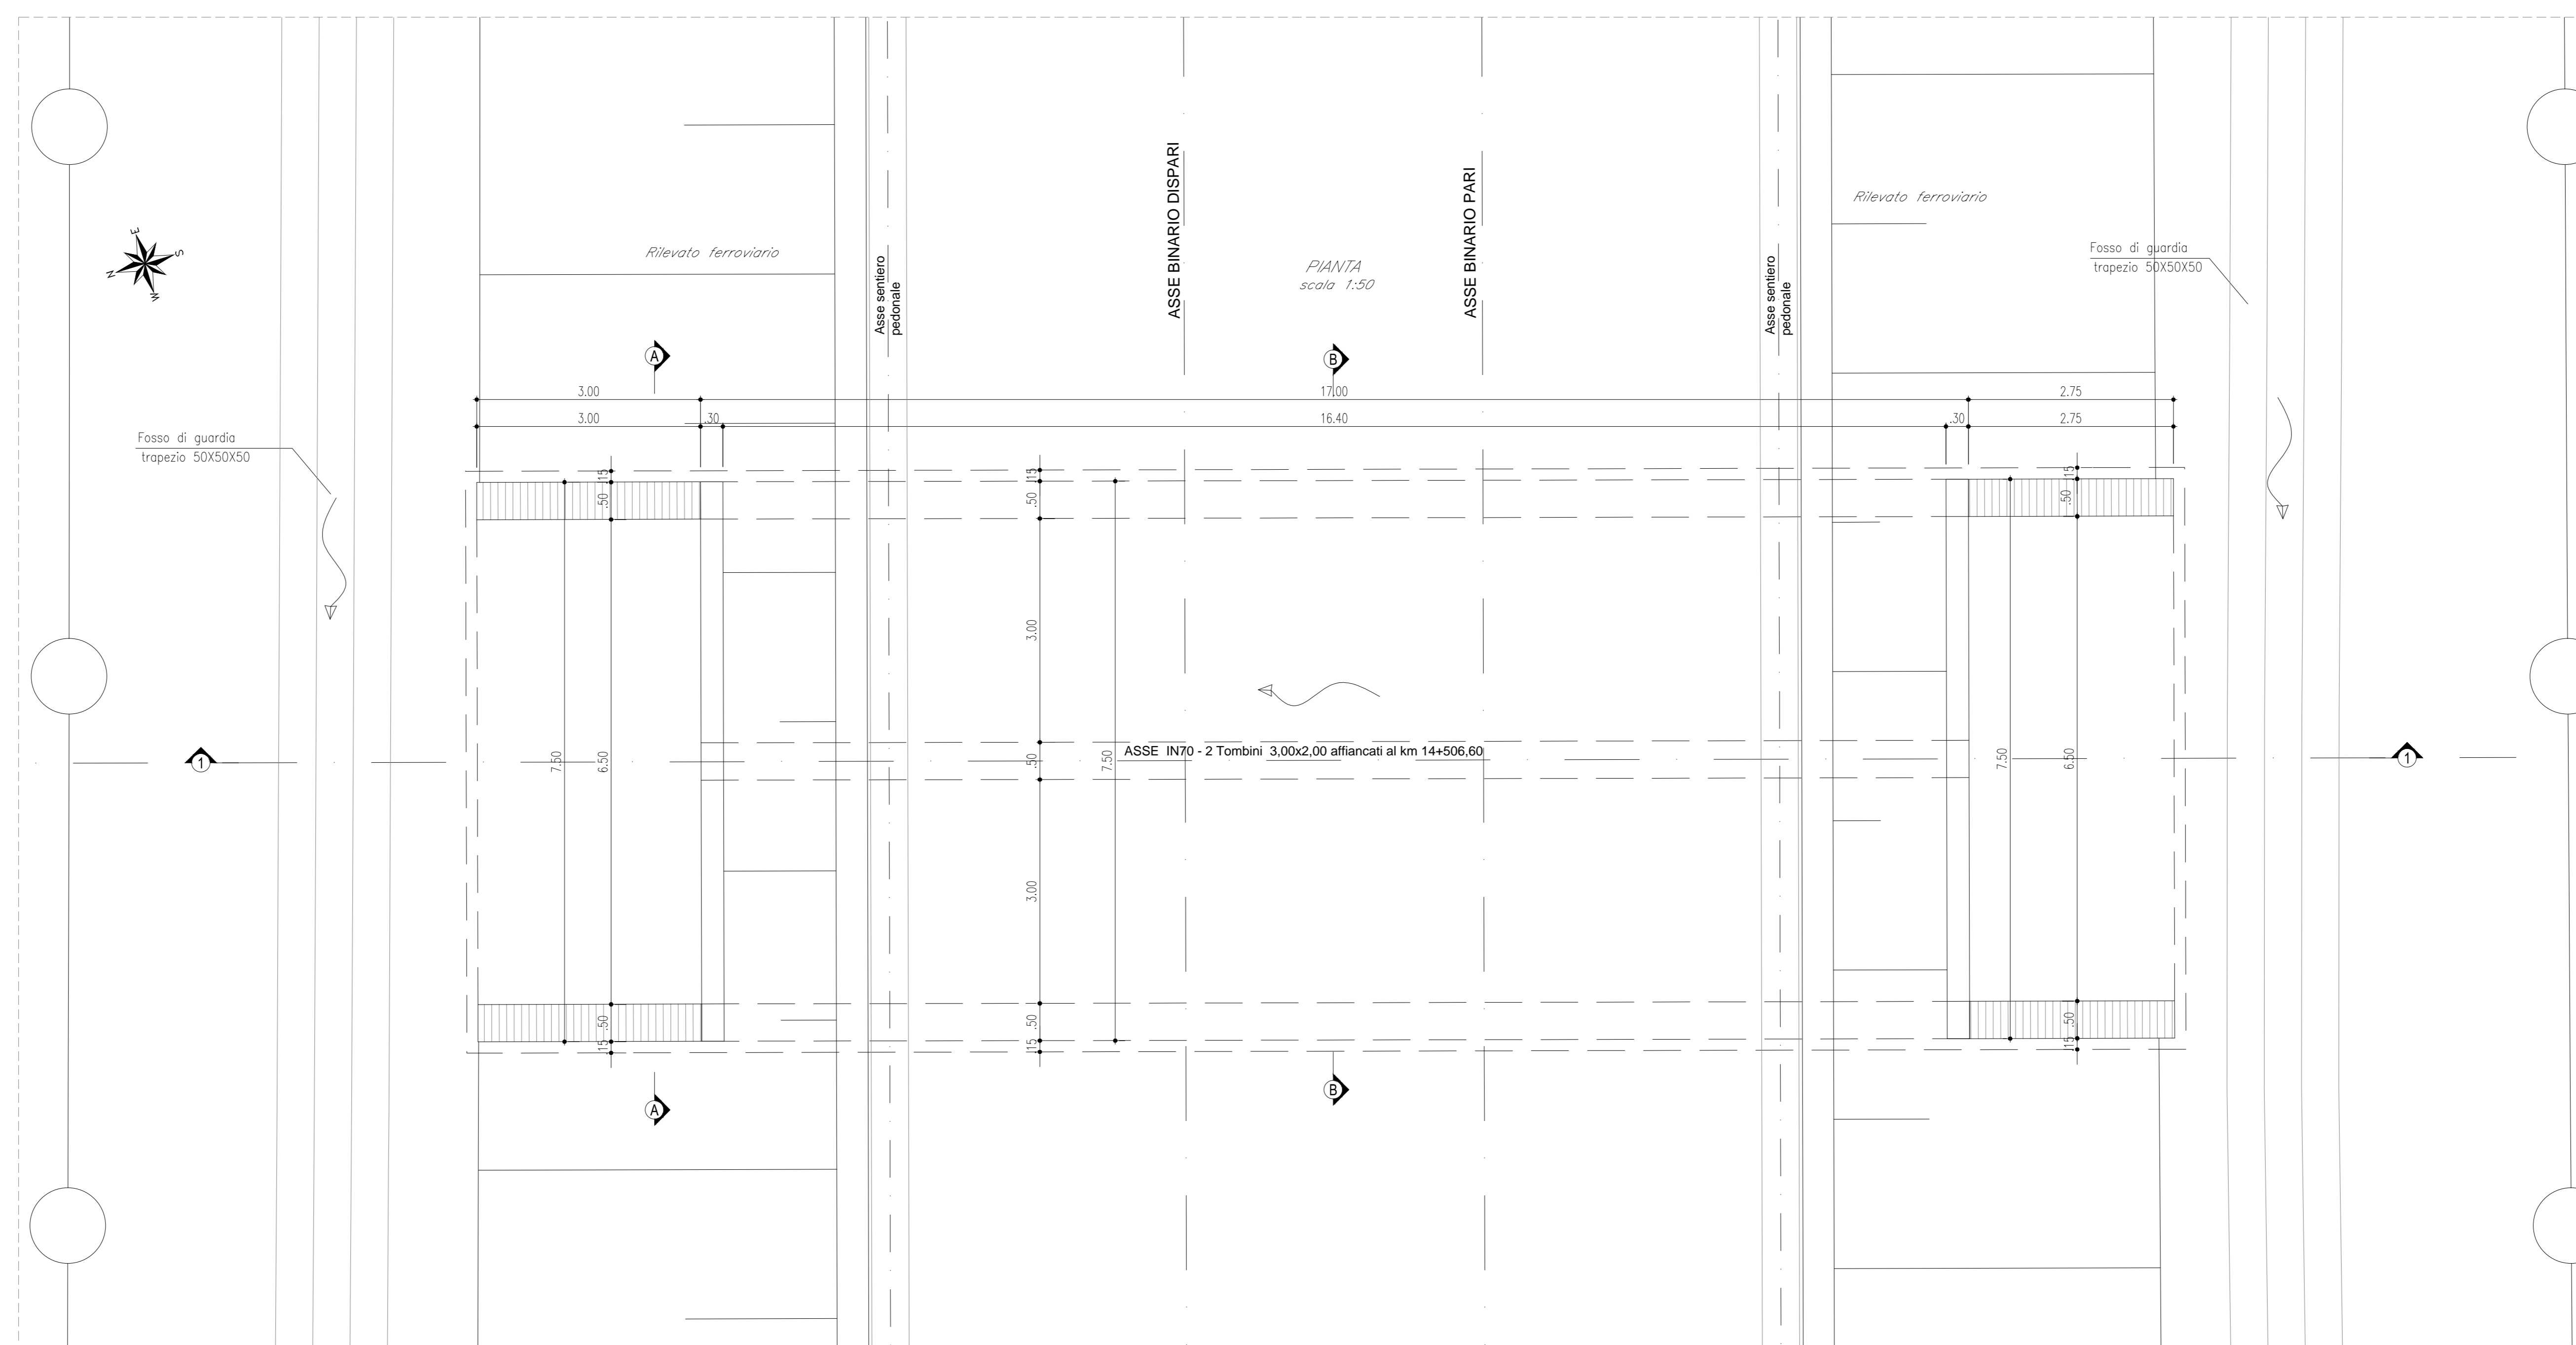 ASSE BINARIO DISPARI
ASSE BINARIO PARI
Rilevato ferroviario
Rilevato ferroviario
PIANTA
scala 1:50
Asse sentiero
pedonale
Asse sentiero
pedonale
Fosso di guardia
trapezio 50X50X50
E
S
N
W
A
B
3.00
17.00
2.75
3.00
.30
16.40
.30
2.75
Fosso di guardia
trapezio 50X50X50
.15
.50
.15
.50
.15
.50
3.00
ASSE IN70 - 2 Tombini 3,00x2,00 affiancati al km 14+506,60
1
7.50
6.50
.50
7.50
7.50
6.50
1
3.00
.50
.15
.50
.15
.50
.15
A
B